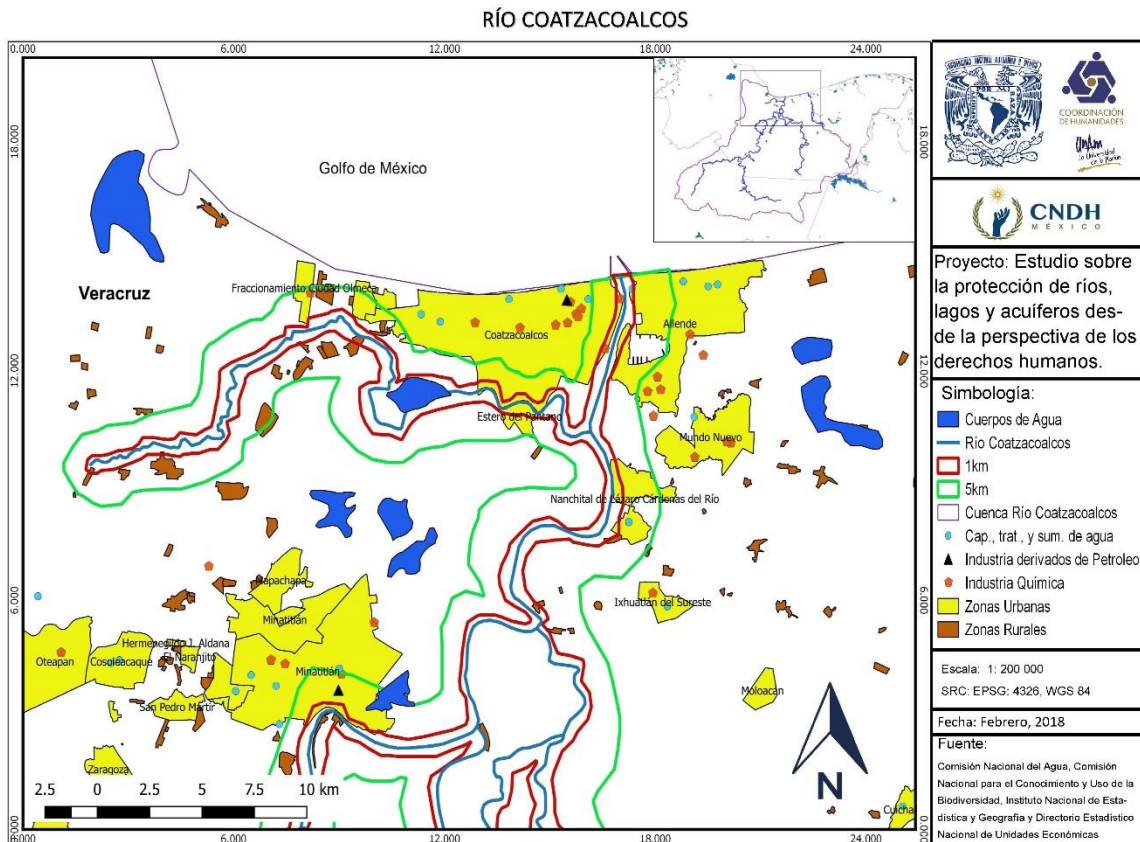 RÍO COATZACOALCOS
0.000 6.000 12.000 18.000 24.000
18.000
18.000
Golfo de México
Veracruz
Fraccionamiento Ciudad Olmeca
Coatzacoalcos
Allende
12.000
12.000
Estero del Pantano
Mundo Nuevo
Nanchital de Lázaro Cárdenas del Río
6.000
6.000
Mapachapa
Ixhuatlán del Sureste
Minatitlán
Hermenegildo J. Aldana
El Naranjito
Oteapan
Cosoleacaque
Minatitlán
Moloacan
San Pedro Mártir
Zaragoza
2.5 0 2.5 5 7.5 10 km
N
Cuicha
0.000
6.000 12.000 18.000 24.000
COORDINACIÓN
DE HUMANIDADES
UNAM
La Universidad
de la Nación
CNDH
MÉXICO
Proyecto: Estudio sobre
la protección de ríos,
lagos y acuíferos des-
de la perspectiva de los
derechos humanos.
Simbología:
Cuerpos de Agua
Río Coatzacoalcos
1km
5km
Cuenca Río Coatzacoalcos
Cap., trat., y sum. de agua
Industria derivados de Petroleo
Industria Química
Zonas Urbanas
Zonas Rurales
Escala: 1: 200 000
SRC: EPSG: 4326, WGS 84
Fecha: Febrero, 2018
Fuente:
Comisión Nacional del Agua, Comisión
Nacional para el Conocimiento y Uso de la
Biodiversidad, Instituto Nacional de Esta-
dística y Geografía y Directorio Estadístico
Nacional de Unidades Económicas